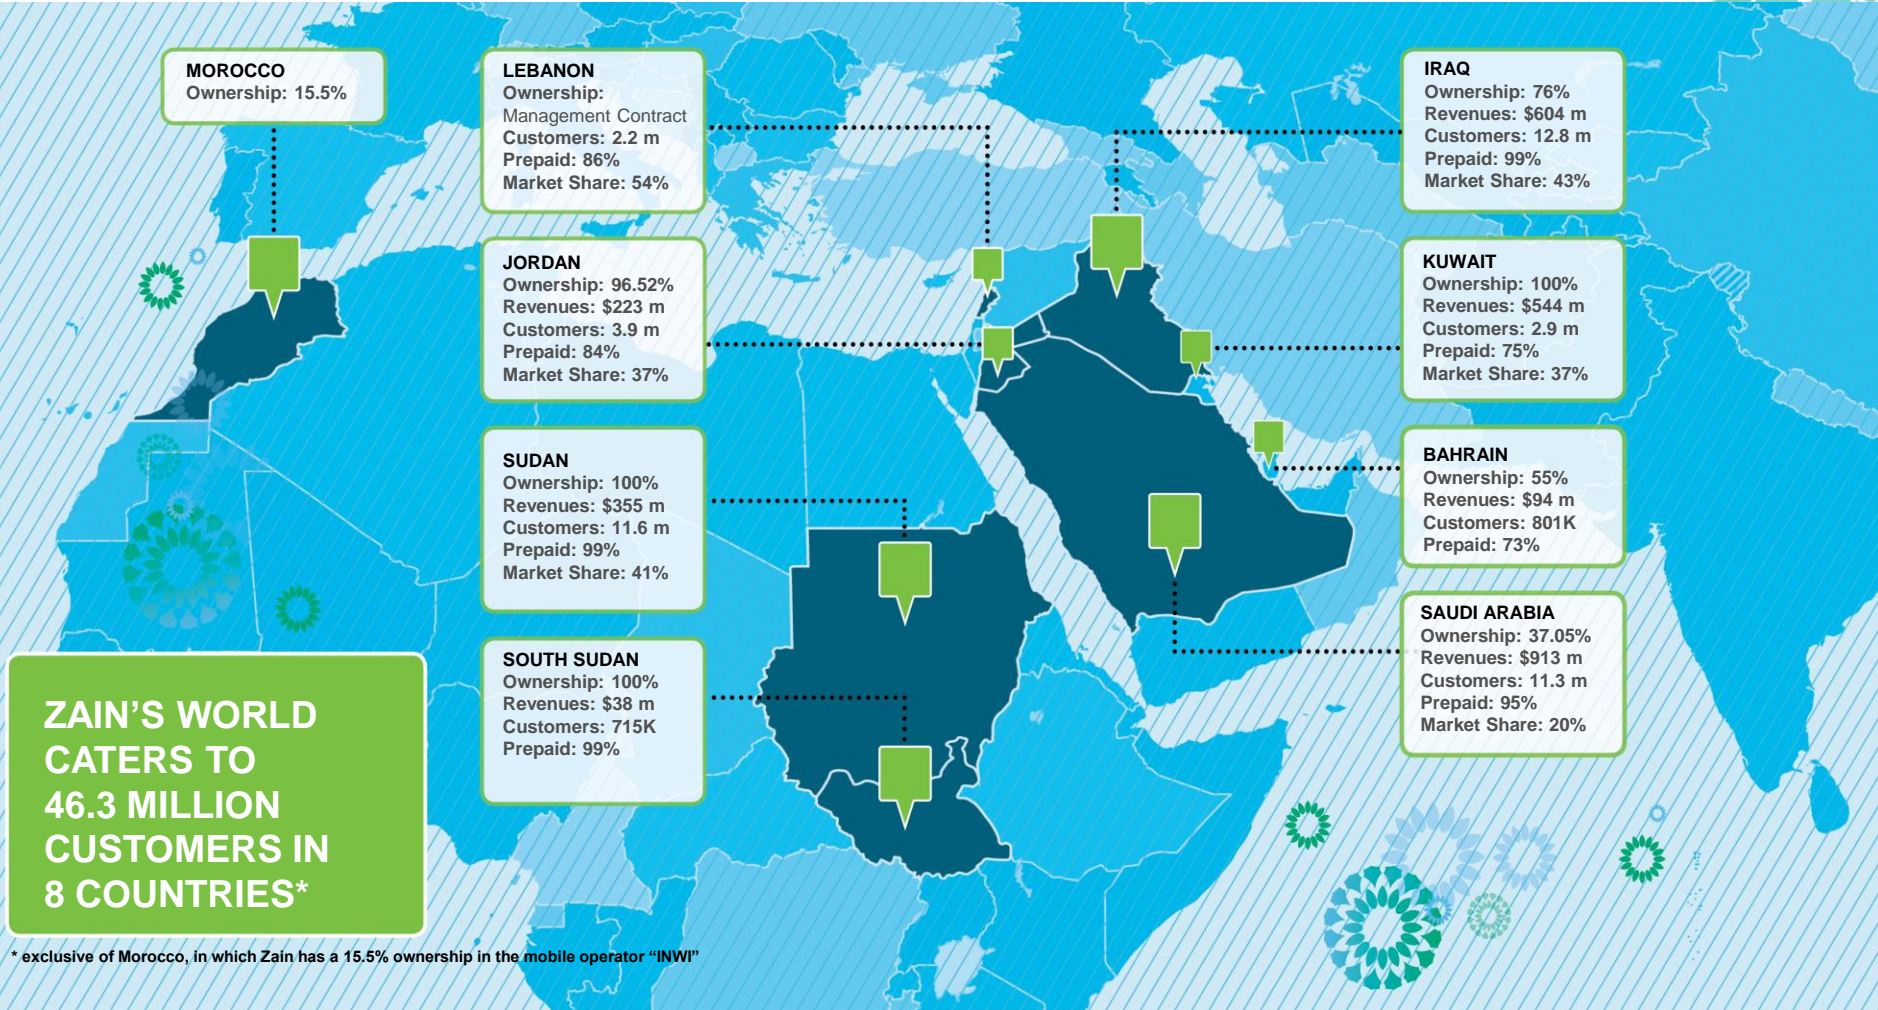 MOROCCO
Ownership: 15.5%
LEBANON
Ownership:
Management Contract
Customers: 2.2 m
Prepaid: 86%
Market Share: 54%
IRAQ
Ownership: 76%
Revenues: $604 m
Customers: 12.8 m
Prepaid: 99%
Market Share: 43%
JORDAN
Ownership: 96.52%
Revenues: $223 m
Customers: 3.9 m
Prepaid: 84%
Market Share: 37%
KUWAIT
Ownership: 100%
Revenues: $544 m
Customers: 2.9 m
Prepaid: 75%
Market Share: 37%
SUDAN
Ownership: 100%
Revenues: $355 m
Customers: 11.6 m
Prepaid: 99%
Market Share: 41%
BAHRAIN
Ownership: 55%
Revenues: $94 m
Customers: 801K
Prepaid: 73%
SOUTH SUDAN
Ownership: 100%
Revenues: $38 m
Customers: 715K
Prepaid: 99%
SAUDI ARABIA
Ownership: 37.05%
Revenues: $913 m
Customers: 11.3 m
Prepaid: 95%
Market Share: 20%
ZAIN’S WORLD
CATERS TO
46.3 MILLION
CUSTOMERS IN
8 COUNTRIES*
* exclusive of Morocco, in which Zain has a 15.5% ownership in the mobile operator “INWI”